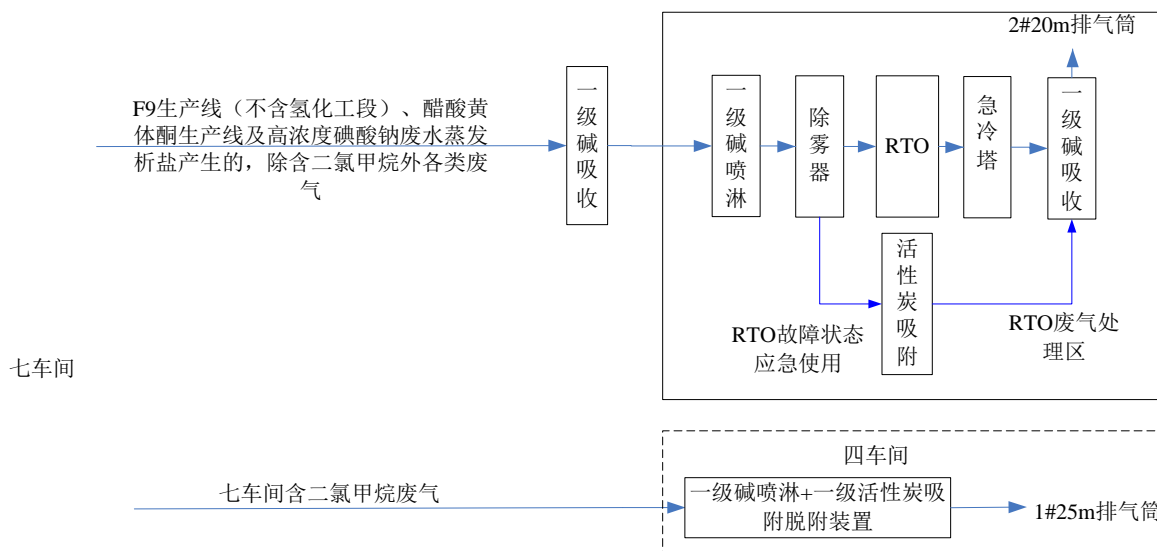 2#20m排气筒
F9生产线（不含氢化工段）、醋酸黄
体酮生产线及高浓度碘酸钠废水蒸发
析盐产生的，除含二氯甲烷外各类废
气
一级碱吸收
一级碱喷淋
除雾器
RTO
急冷塔
一级碱吸收
活性炭吸附
RTO故障状态
应急使用
RTO废气处
理区
七车间
四车间
七车间含二氯甲烷废气
一级碱喷淋+一级活性炭吸
附脱附装置
1#25m排气筒